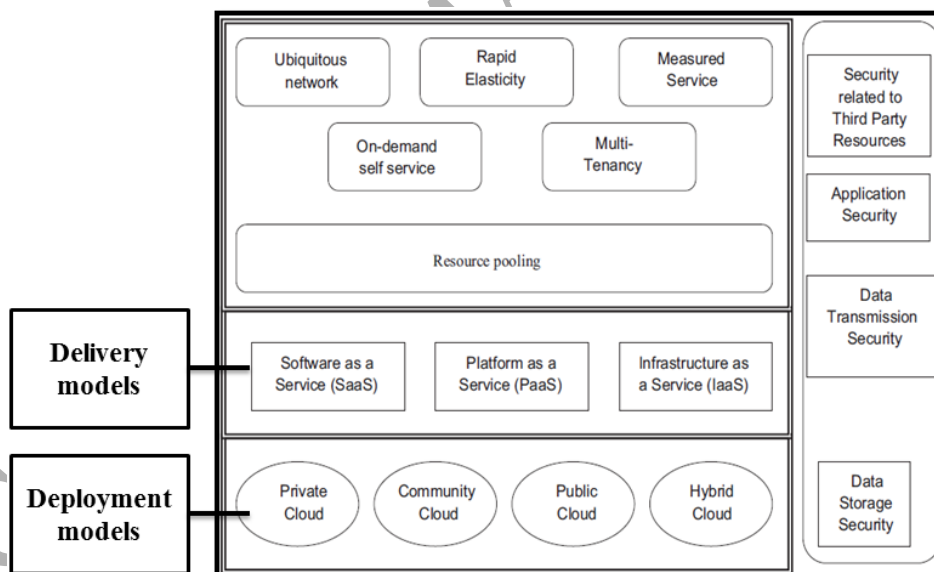 Ubiquitous
network
Rapid
Elasticity
Measured
Service
On-demand
self service
Multi-
Tenancy
Resource pooling
Delivery
models
Software as a
Service (SaaS)
Platform as a
Service (PaaS)
Infrastructure as
a Service (IaaS)
Deployment
models
Private
Cloud
Community
Cloud
Public
Cloud
Hybrid
Cloud
Security
related to
Third Party
Resources
Application
Security
Data
Transmission
Security
Data
Storage
Security